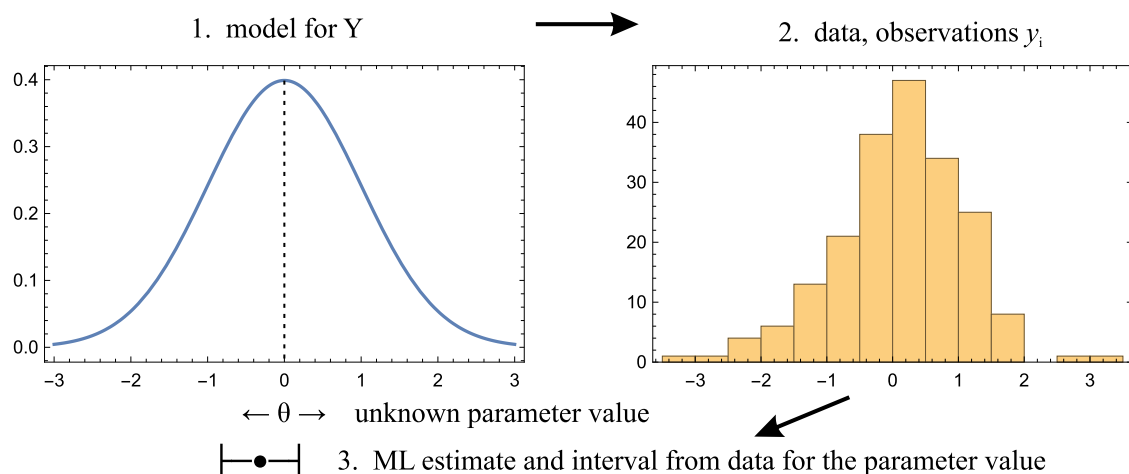 1. model for Y
2. data, observations yi
0.4
0.3
0.2
0.1
0.0
−3 −2 −1 0 1 2 3
40
30
20
10
0
−3 −2 −1 0 1 2 3
← θ → unknown parameter value
3. ML estimate and interval from data for the parameter value